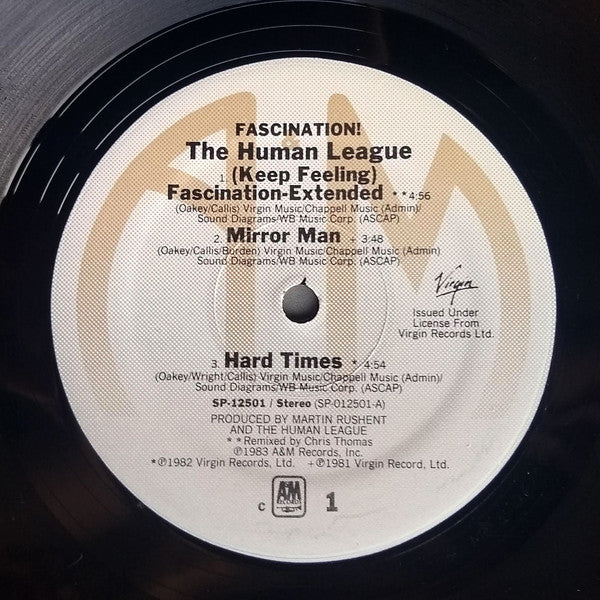 FASCINATION!
The Human League
1. (Keep Feeling)
Fascination-Extended **4:56
(Oakey/Callis) Virgin Music/Chappell Music (Admin)/
Sound Diagrams/WB Music Corp. (ASCAP)
2. Mirror Man + 3:48
(Oakey/Callis/Burden) Virgin Music/Chappell Music (Admin)
Sound Diagrams/WB Music Corp. (ASCAP)
Virgin
Issued Under
License From
Virgin Records Ltd.
3. Hard Times * 4:54
(Oakey/Wright/Callis) Virgin Music/Chappell Music (Admin)/
Sound Diagrams/WB Music Corp. (ASCAP)
SP-12501 / Stereo (SP-012501-A)
PRODUCED BY MARTIN RUSHENT
AND THE HUMAN LEAGUE
**Remixed by Chris Thomas
℗1983 A&M Records, Inc.
*℗1982 Virgin Records, Ltd. +℗1981 Virgin Record, Ltd.
C A&M RECORDS 1